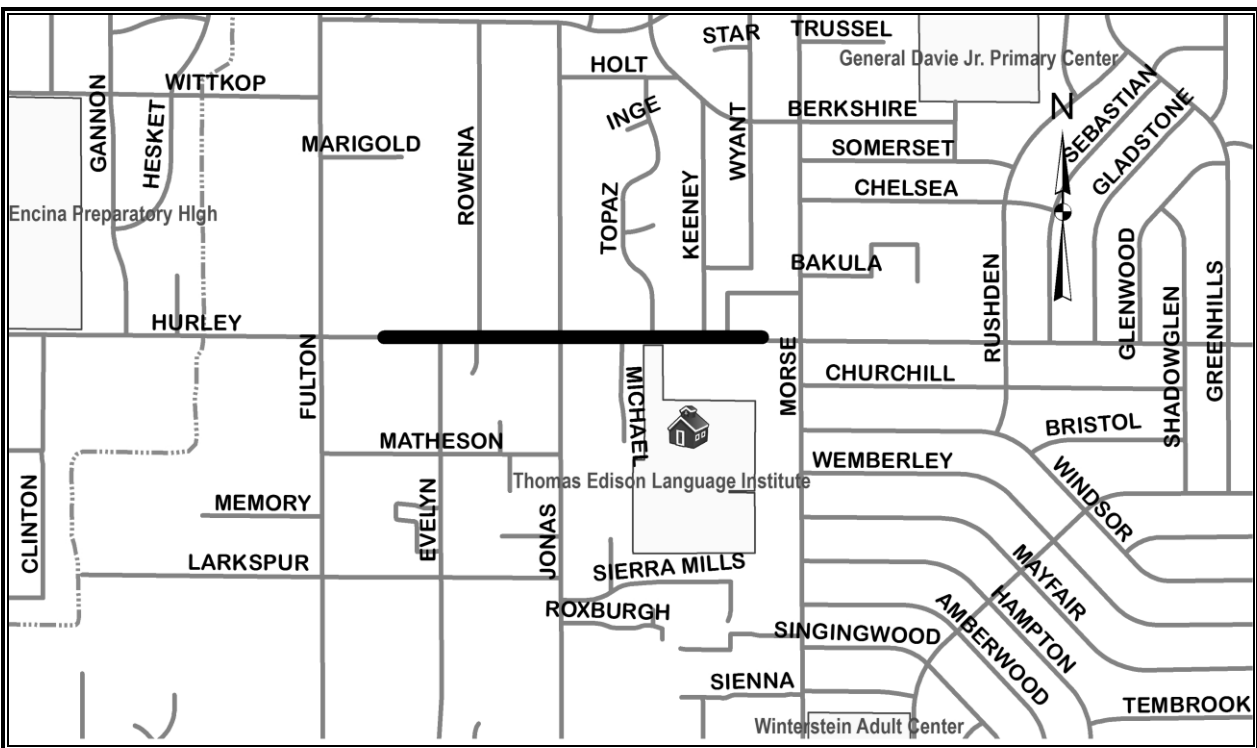 STAR
TRUSSEL
General Davie Jr. Primary Center
HOLT
WITTKOP
GANNON
HESKET
INGE
WYANT
BERKSHIRE
N
SEBASTIAN
GLADSTONE
MARIGOLD
ROWENA
SOMERSET
CHELSEA
Encina Preparatory HIgh
TOPAZ
KEENEY
BAKULA
RUSHDEN
GLENWOOD
SHADOWGLEN
GREENHILLS
HURLEY
FULTON
MICHAEL
MORSE
CHURCHILL
BRISTOL
MATHESON
WEMBERLEY
WINDSOR
Thomas Edison Language Institute
CLINTON
MEMORY
EVELYN
JONAS
LARKSPUR
SIERRA MILLS
MAYFAIR
HAMPTON
AMBERWOOD
ROXBURGH
SINGINGWOOD
SIENNA
TEMBROOK
Winterstein Adult Center